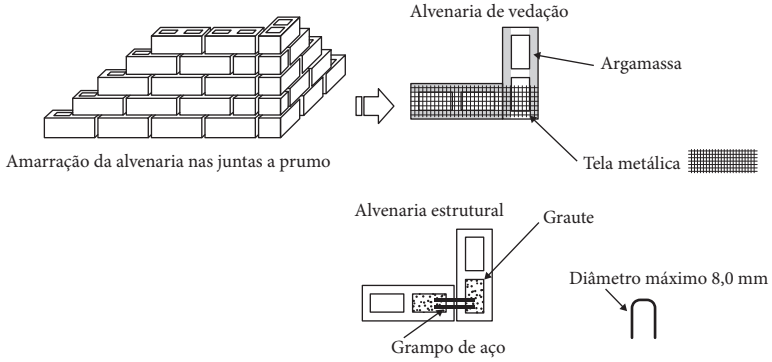 Alvenaria de vedação
Argamassa
Amarração da alvenaria nas juntas a prumo
Tela metálica
Alvenaria estrutural
Graute
Diâmetro máximo 8,0 mm
Grampo de aço